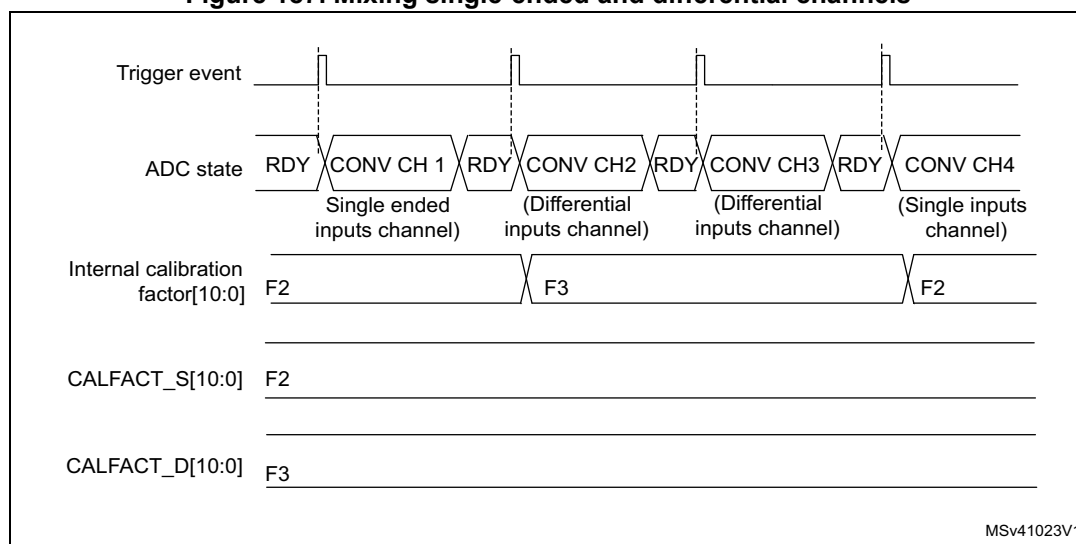 Figure 187. Mixing single-ended and differential channels
Trigger event
ADC state
RDY
CONV CH 1
RDY
CONV CH2
RDY
CONV CH3
RDY
CONV CH4
Single ended
inputs channel)
(Differential
inputs channel)
(Differential
inputs channel)
(Single inputs
channel)
Internal calibration
factor[10:0]
F2
F3
F2
CALFACT_S[10:0]
F2
CALFACT_D[10:0]
F3
MSv41023V1